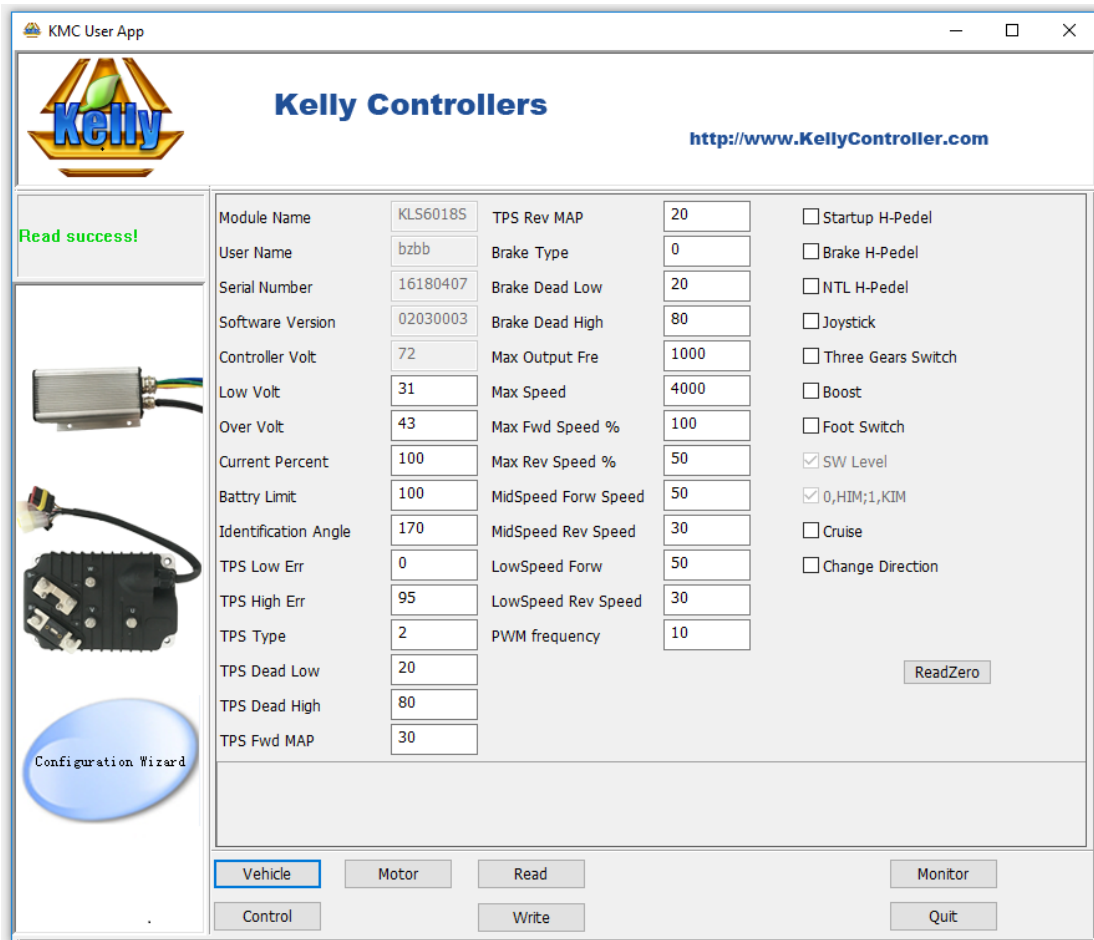 KMC User App
Kelly
Kelly Controllers
http://www.KellyController.com
Read success!
Configuration Wizard
Module Name KLS6018S
User Name bzbb
Serial Number 16180407
Software Version 02030003
Controller Volt 72
Low Volt 31
Over Volt 43
Current Percent 100
Battry Limit 100
Identification Angle 170
TPS Low Err 0
TPS High Err 95
TPS Type 2
TPS Dead Low 20
TPS Dead High 80
TPS Fwd MAP 30
TPS Rev MAP 20
Brake Type 0
Brake Dead Low 20
Brake Dead High 80
Max Output Fre 1000
Max Speed 4000
Max Fwd Speed % 100
Max Rev Speed % 50
MidSpeed Forw Speed 50
MidSpeed Rev Speed 30
LowSpeed Forw 50
LowSpeed Rev Speed 30
PWM frequency 10
Startup H-Pedel
Brake H-Pedel
NTL H-Pedel
Joystick
Three Gears Switch
Boost
Foot Switch
SW Level
0,HIM;1,KIM
Cruise
Change Direction
ReadZero
Vehicle Motor Read Monitor
Control Write Quit